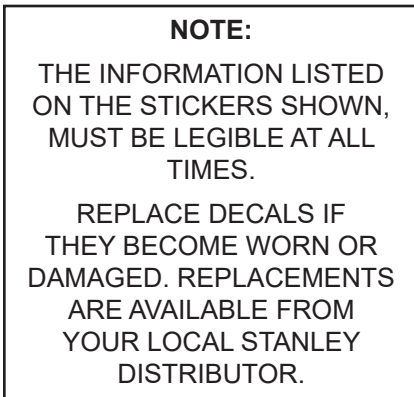 NOTE:
THE INFORMATION LISTED
ON THE STICKERS SHOWN,
MUST BE LEGIBLE AT ALL
TIMES.
REPLACE DECALS IF
THEY BECOME WORN OR
DAMAGED. REPLACEMENTS
ARE AVAILABLE FROM
YOUR LOCAL STANLEY
DISTRIBUTOR.